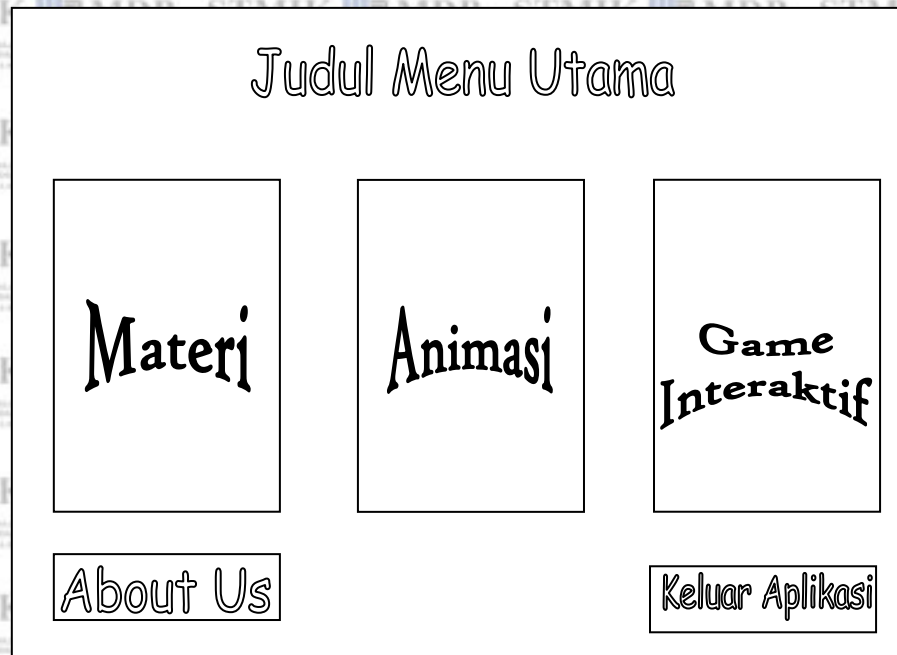 Judul Menu Utama
Materi
Animasi
Game
Interaktif
About Us
Keluar Aplikasi